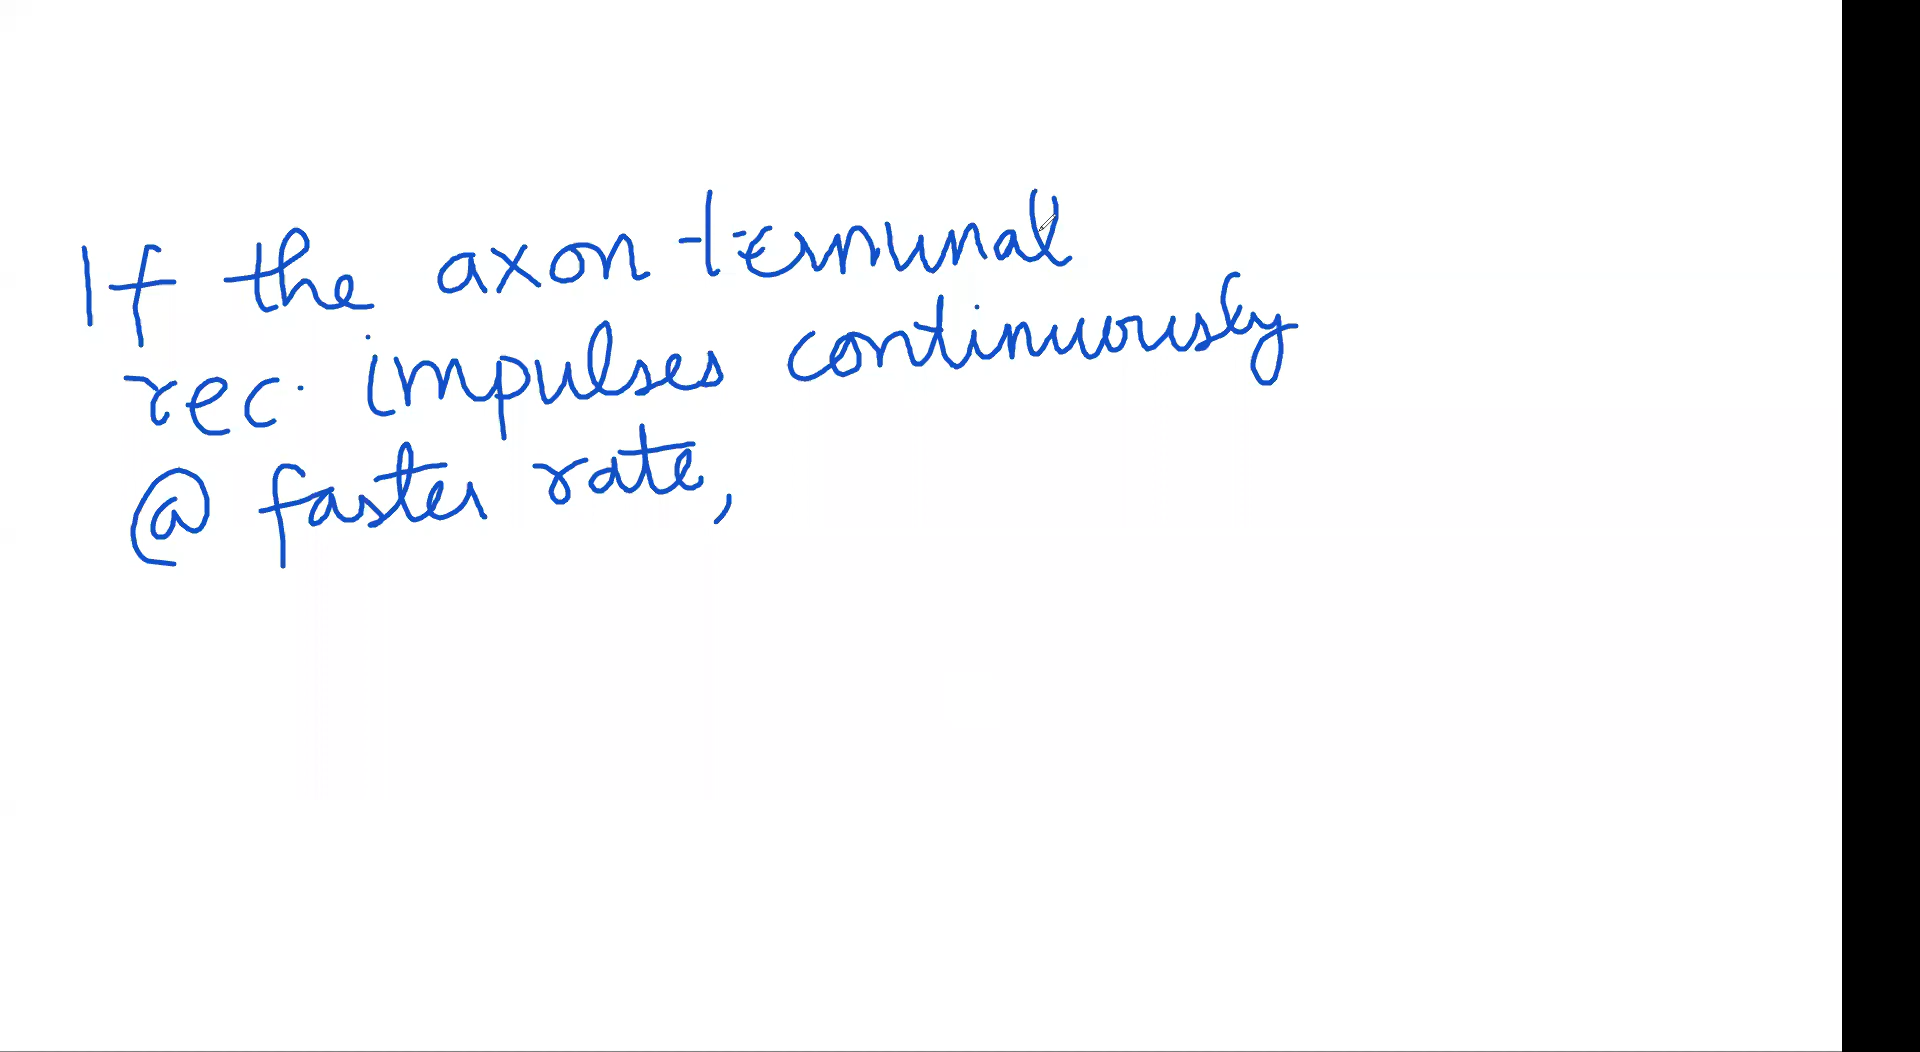 If the axon terminal
rec. impulses continuously
@ faster rate,